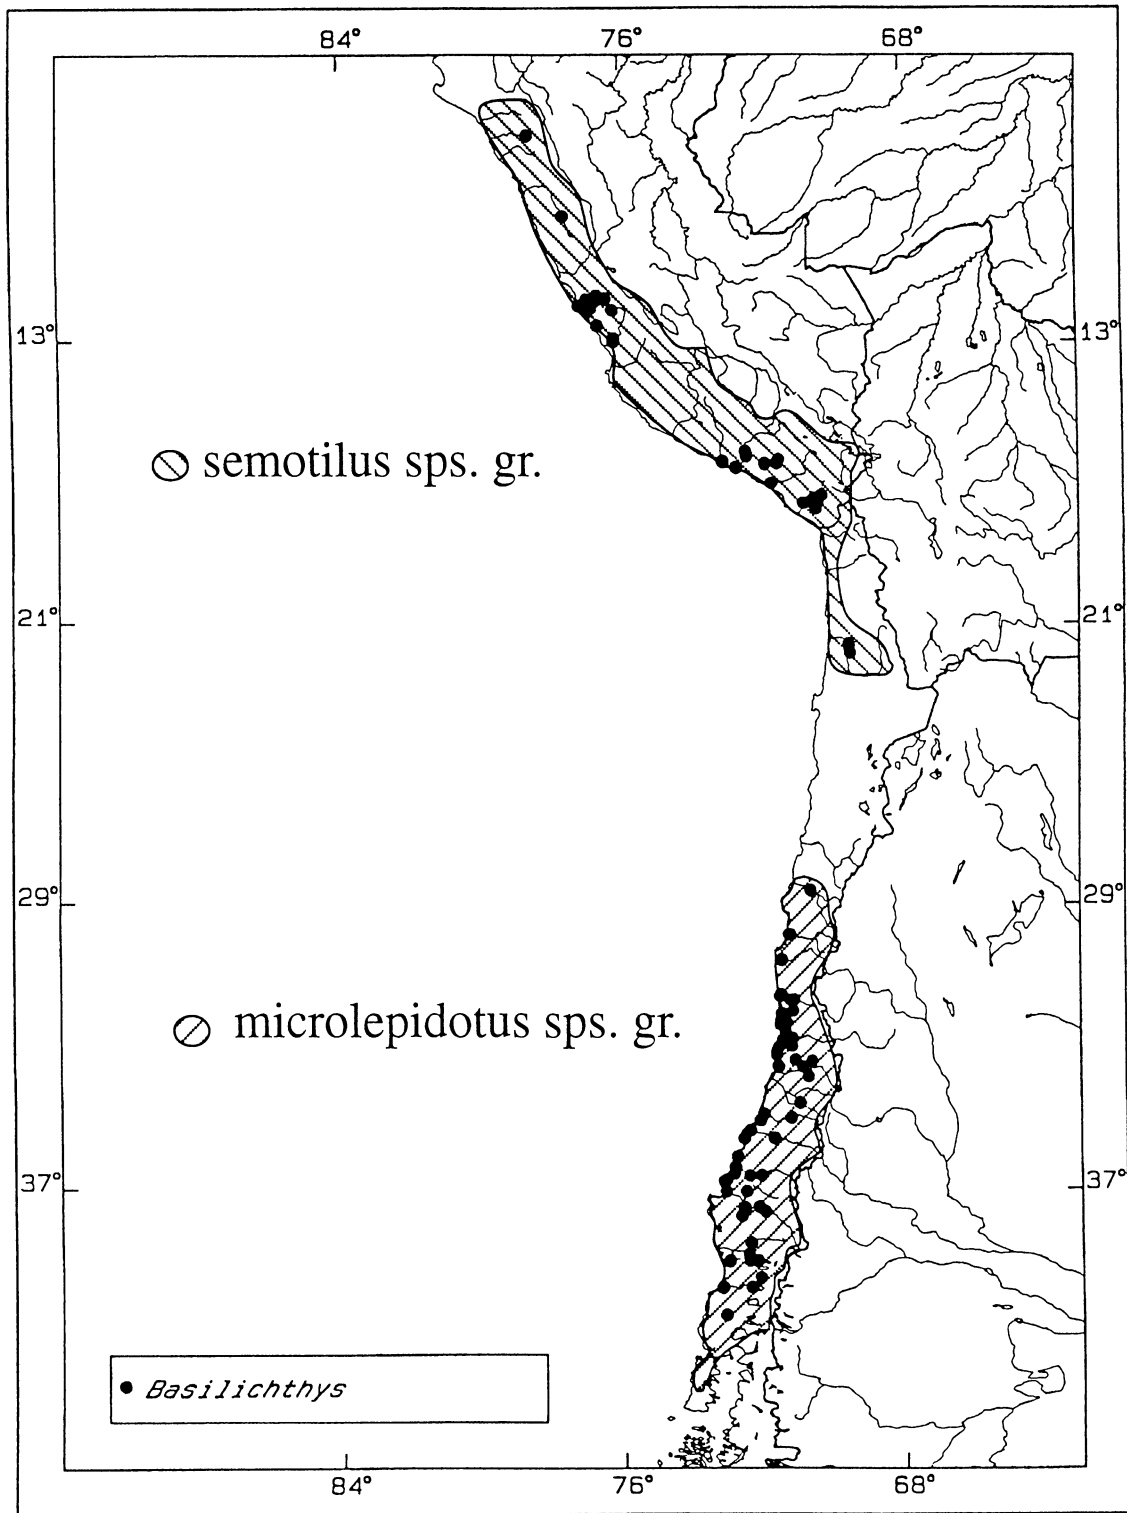 84° 76° 68°
13° 13°
semotilus sps. gr.
21° 21°
29° 29°
microlepidotus sps. gr.
37° 37°
Basilichthys
84° 76° 68°